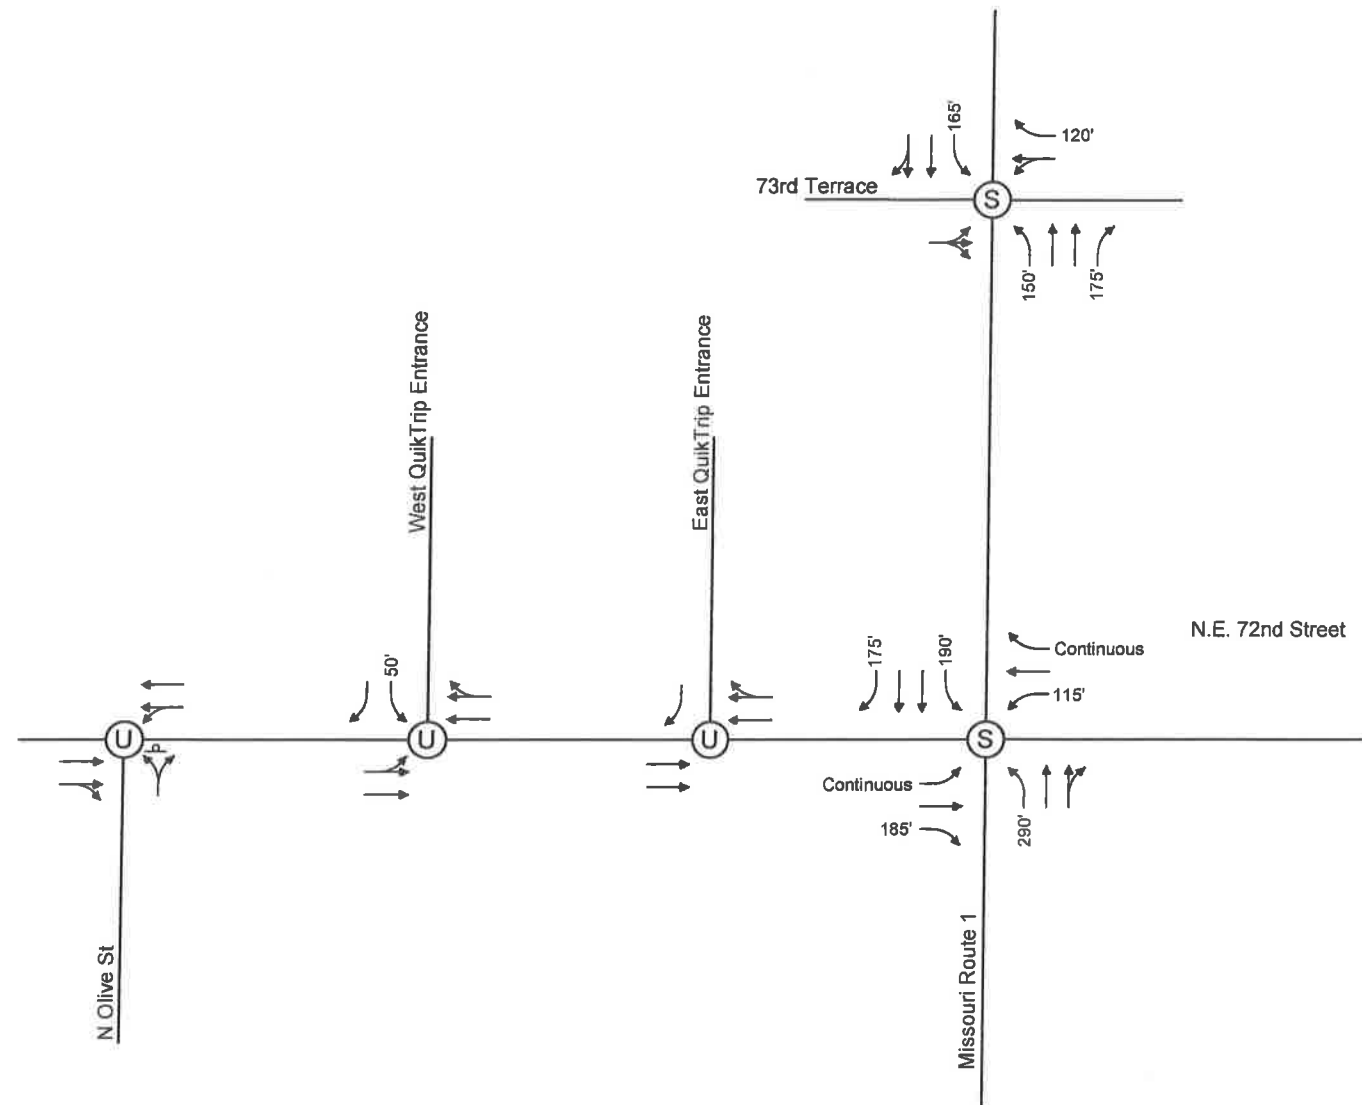 165'
120'
73rd Terrace
S
150'
175'
West QuikTrip Entrance
East QuikTrip Entrance
N.E. 72nd Street
175'
190'
Continuous
50'
115'
U
U
U
S
Continuous
185'
290'
N Olive St
Missouri Route 1